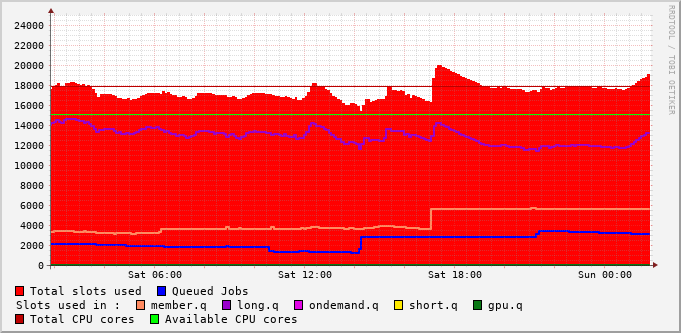 RRDTOOL / TOBI OETIKER
24000
22000
20000
18000
16000
14000
12000
10000
8000
6000
4000
2000
0
Sat 06:00 Sat 12:00 Sat 18:00 Sun 00:00
Total slots used Queued Jobs
Slots used in : member.q long.q ondemand.q short.q gpu.q
Total CPU cores Available CPU cores